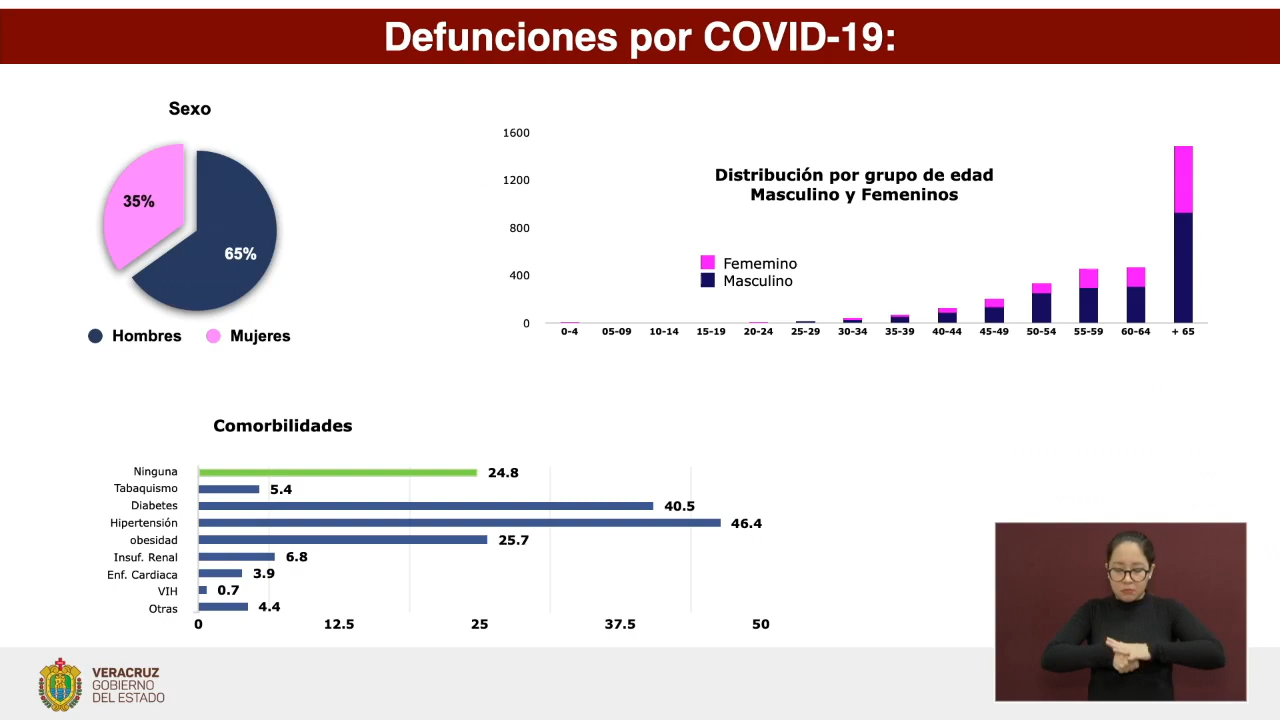 Defunciones por COVID-19:
Sexo
35%
65%
Hombres
Mujeres
1600
1200
800
400
0
Distribución por grupo de edad
Masculino y Femeninos
Fememino
Masculino
0-4
05-09
10-14
15-19
20-24
25-29
30-34
35-39
40-44
45-49
50-54
55-59
60-64
+ 65
Comorbilidades
Ninguna 24.8
Tabaquismo 5.4
Diabetes 40.5
Hipertensión 46.4
obesidad 25.7
Insuf. Renal 6.8
Enf. Cardiaca 3.9
VIH 0.7
Otras 4.4
0
12.5
25
37.5
50
VERACRUZ
GOBIERNO
DEL ESTADO